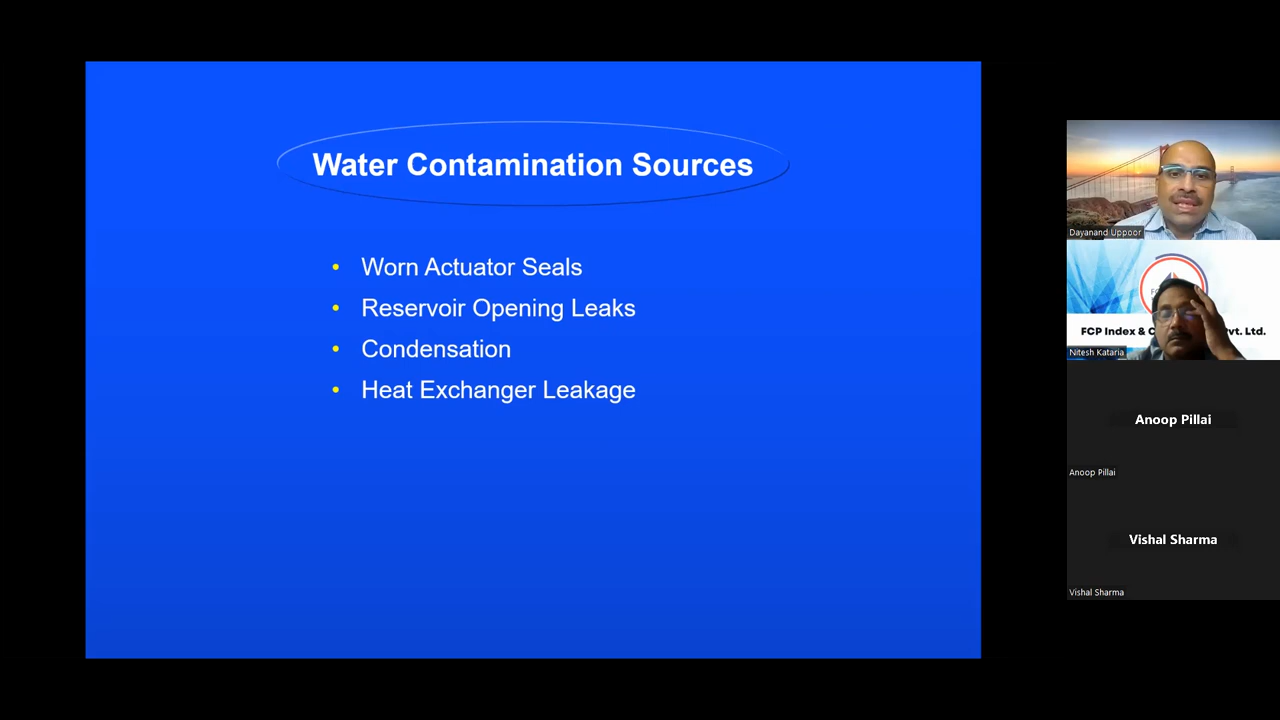 Water Contamination Sources
• Worn Actuator Seals
• Reservoir Opening Leaks
• Condensation
• Heat Exchanger Leakage
Dayanand Uppoor
FCP Index & C
vt. Ltd.
Nitesh Kataria
Anoop Pillai
Anoop Pillai
Vishal Sharma
Vishal Sharma